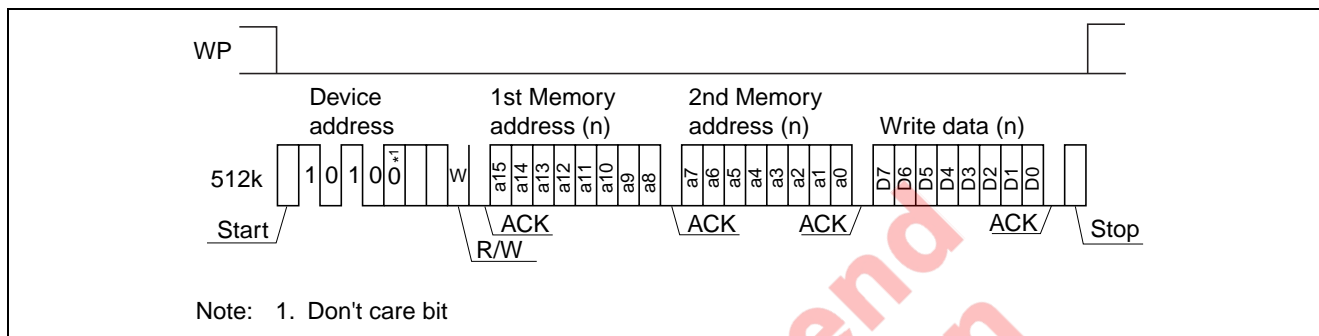 WP
Device address
1st Memory address (n)
2nd Memory address (n)
Write data (n)
512k
1 0 1 0 0*1 W a15 a14 a13 a12 a11 a10 a9 a8 a7 a6 a5 a4 a3 a2 a1 a0 D7 D6 D5 D4 D3 D2 D1 D0
Start
R/W
ACK
ACK
ACK
ACK
Stop
Note: 1. Don't care bit
end